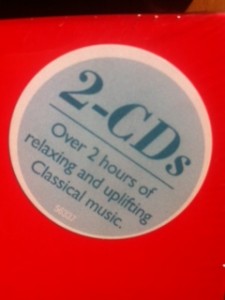 2-CDs
Over 2 hours of
relaxing and uplifting
Classical music.